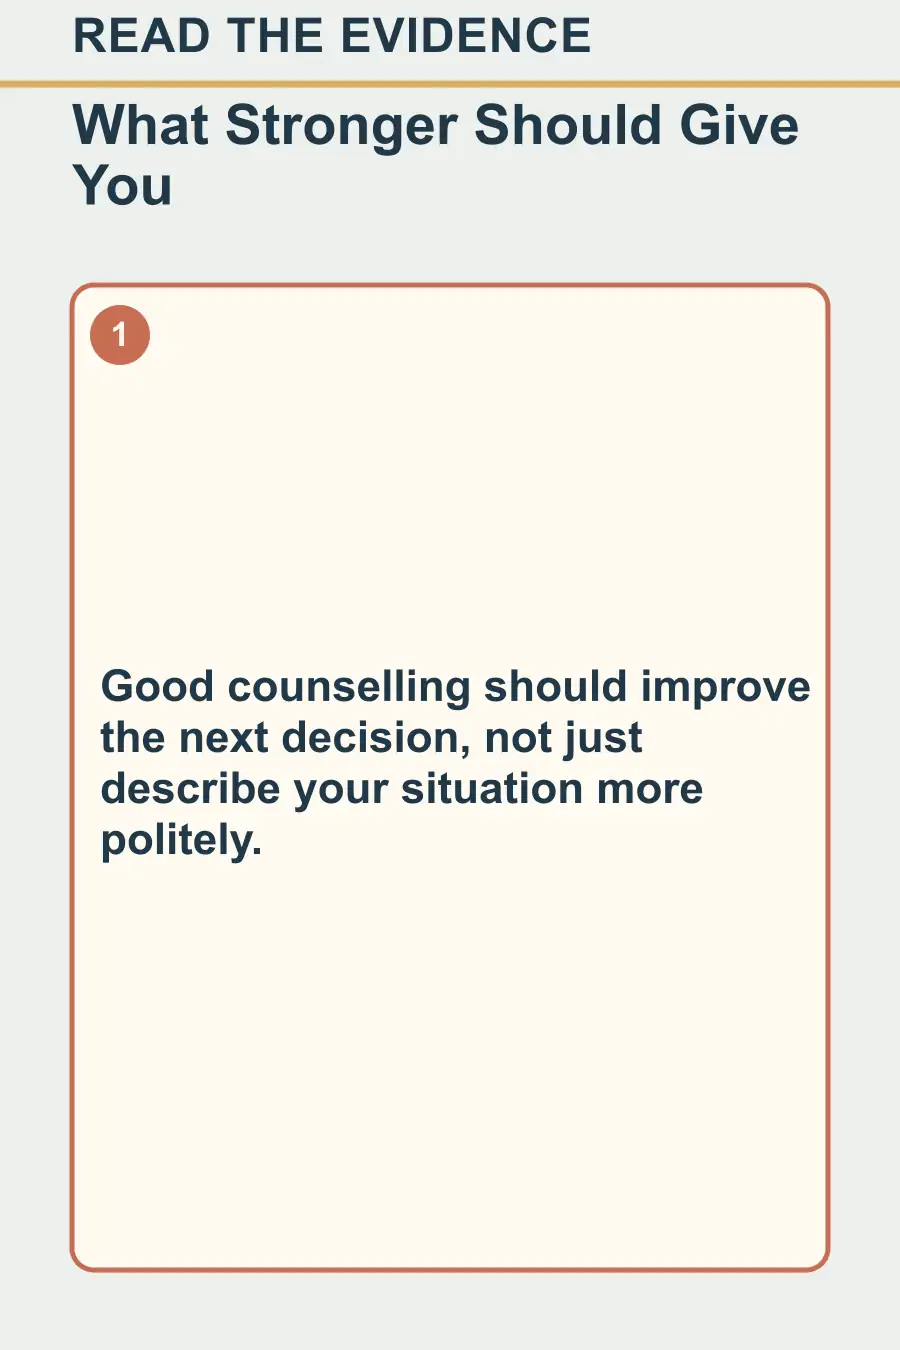 READ THE EVIDENCE
What Stronger Should Give
You
1
Good counselling should improve
the next decision, not just
describe your situation more
politely.